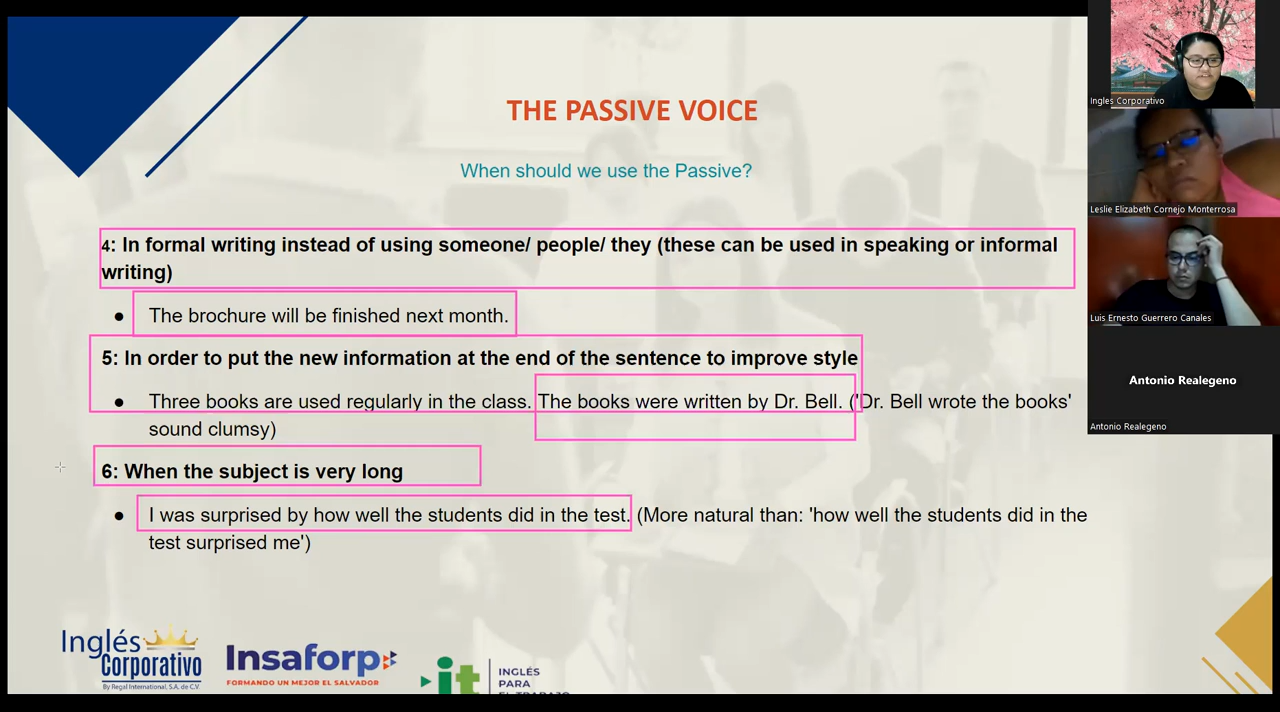 THE PASSIVE VOICE
When should we use the Passive?
4: In formal writing instead of using someone/ people/ they (these can be used in speaking or informal
writing)
● The brochure will be finished next month.
5: In order to put the new information at the end of the sentence to improve style
● Three books are used regularly in the class. The books were written by Dr. Bell. ('Dr. Bell wrote the books'
sound clumsy)
6: When the subject is very long
● I was surprised by how well the students did in the test. (More natural than: 'how well the students did in the
test surprised me')
Inglés
Corporativo
By Regal International, S.A. de C.V.
Insaforp
FORMANDO UN MEJOR EL SALVADOR
it
INGLÉS
PARA
EL TRABAJO
Ingles Corporativo
Leslie Elizabeth Cornejo Monterrosa
Luis Ernesto Guerrero Canales
Antonio Realegeno
Antonio Realegeno